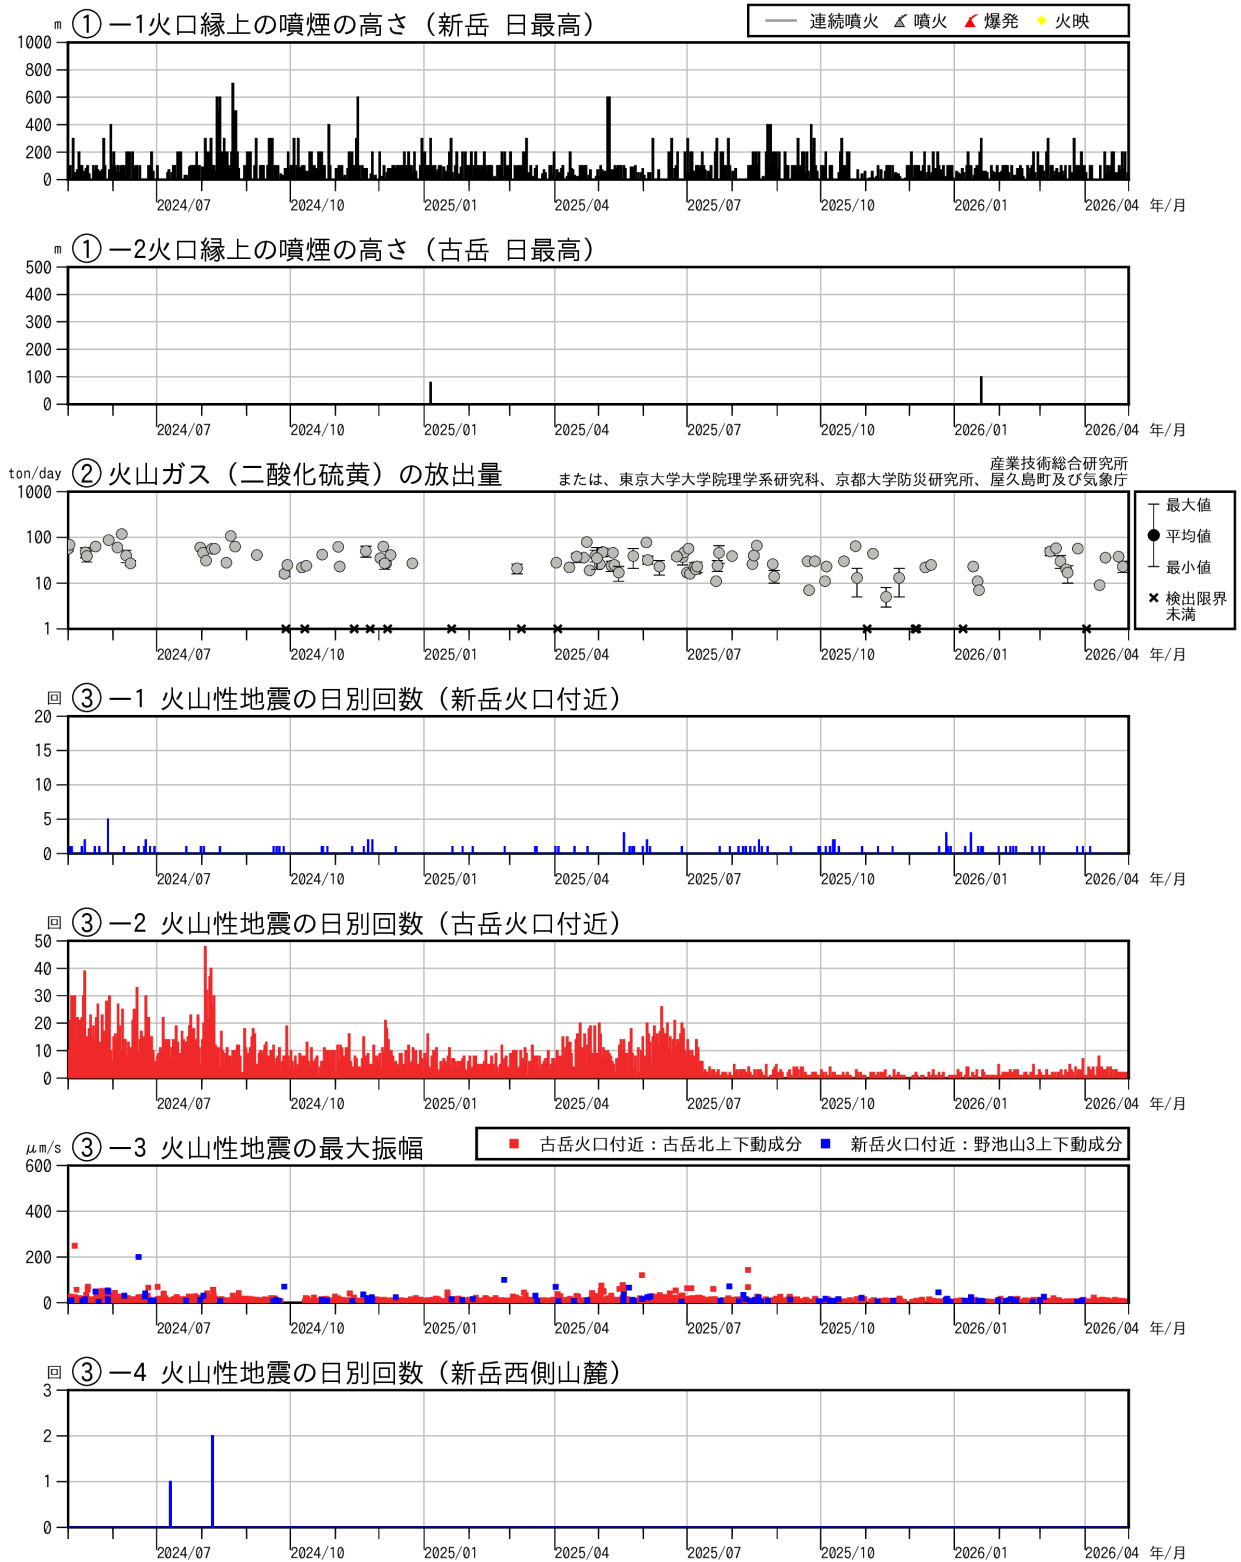 m ①－1火口縁上の噴煙の高さ（新岳 日最高）
連続噴火 噴火 爆発 火映
1000
800
600
400
200
0
2024/07 2024/10 2025/01 2025/04 2025/07 2025/10 2026/01 2026/04 年/月
m ①－2火口縁上の噴煙の高さ（古岳 日最高）
500
400
300
200
100
0
2024/07 2024/10 2025/01 2025/04 2025/07 2025/10 2026/01 2026/04 年/月
ton/day ②火山ガス（二酸化硫黄）の放出量
産業技術総合研究所
または、東京大学大学院理学系研究科、京都大学防災研究所、屋久島町及び気象庁
1000
100
10
1
最大値
平均値
最小値
検出限界
未満
2024/07 2024/10 2025/01 2025/04 2025/07 2025/10 2026/01 2026/04 年/月
回 ③－1 火山性地震の日別回数（新岳火口付近）
20
15
10
5
0
2024/07 2024/10 2025/01 2025/04 2025/07 2025/10 2026/01 2026/04 年/月
回 ③－2 火山性地震の日別回数（古岳火口付近）
50
40
30
20
10
0
2024/07 2024/10 2025/01 2025/04 2025/07 2025/10 2026/01 2026/04 年/月
μm/s ③－3 火山性地震の最大振幅
古岳火口付近：古岳北上下動成分 新岳火口付近：野池山3上下動成分
600
400
200
0
2024/07 2024/10 2025/01 2025/04 2025/07 2025/10 2026/01 2026/04 年/月
回 ③－4 火山性地震の日別回数（新岳西側山麓）
3
2
1
0
2024/07 2024/10 2025/01 2025/04 2025/07 2025/10 2026/01 2026/04 年/月